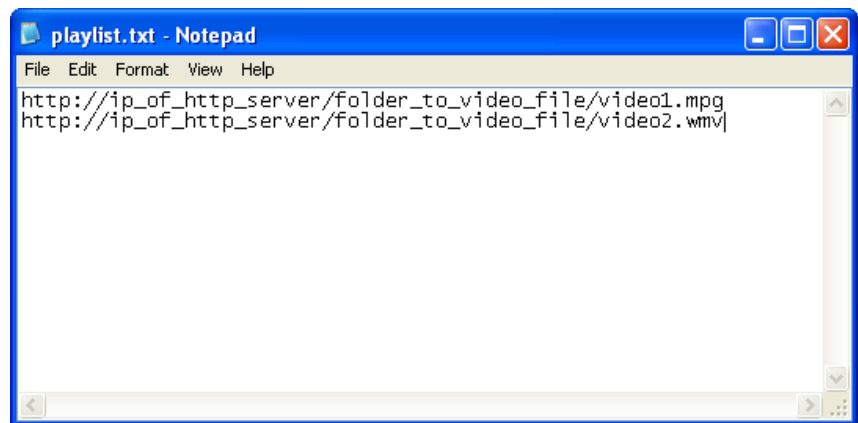 playlist.txt - Notepad
File Edit Format View Help
http://ip_of_http_server/folder_to_video_file/video1.mpg
http://ip_of_http_server/folder_to_video_file/video2.wmv